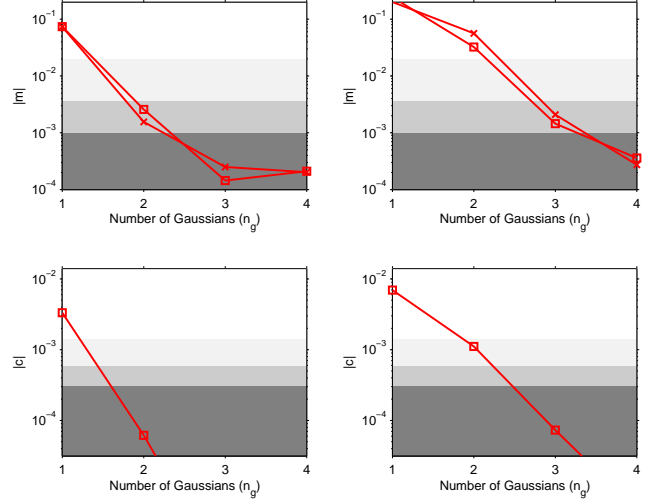 10⁻¹
10⁻²
10⁻³
10⁻⁴
|m|
1 2 3 4
Number of Gaussians (n_g)
10⁻¹
10⁻²
10⁻³
10⁻⁴
|m|
1 2 3 4
Number of Gaussians (n_g)
10⁻²
10⁻³
10⁻⁴
|c|
1 2 3 4
Number of Gaussians (n_g)
10⁻²
10⁻³
10⁻⁴
|c|
1 2 3 4
Number of Gaussians (n_g)